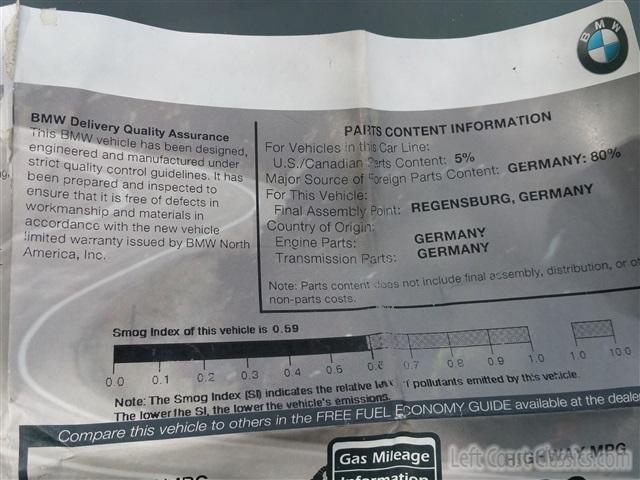 BMW
BMW Delivery Quality Assurance
This BMW vehicle has been designed,
engineered and manufactured under
strict quality control guidelines. It has
been prepared and inspected to
ensure that it is free of defects in
workmanship and materials in
accordance with the new vehicle
limited warranty issued by BMW North
America, Inc.
PARTS CONTENT INFORMATION
For Vehicles in this Car Line:
U.S./Canadian Parts Content: 5%
Major Source of Foreign Parts Content: GERMANY: 80%
For This Vehicle:
Final Assembly Point: REGENSBURG, GERMANY
Country of Origin:
Engine Parts: GERMANY
Transmission Parts: GERMANY
Note: Parts content does not include final assembly, distribution, or
non-parts costs.
Smog Index of this vehicle is 0.59
0.0 0.1 0.2 0.3 0.4 0.5 0.6 0.7 0.8 0.9 1.0 1.0 10.0
Note: The Smog Index (SI) indicates the relative of pollutants emitted by this vehicle.
The lower the SI, the lower the vehicle's emissions.
Compare this vehicle to others in the FREE FUEL ECONOMY GUIDE available at the
Gas Mileage
Information
HIGHWAY MPG
MPG
Left Coast Classics.com